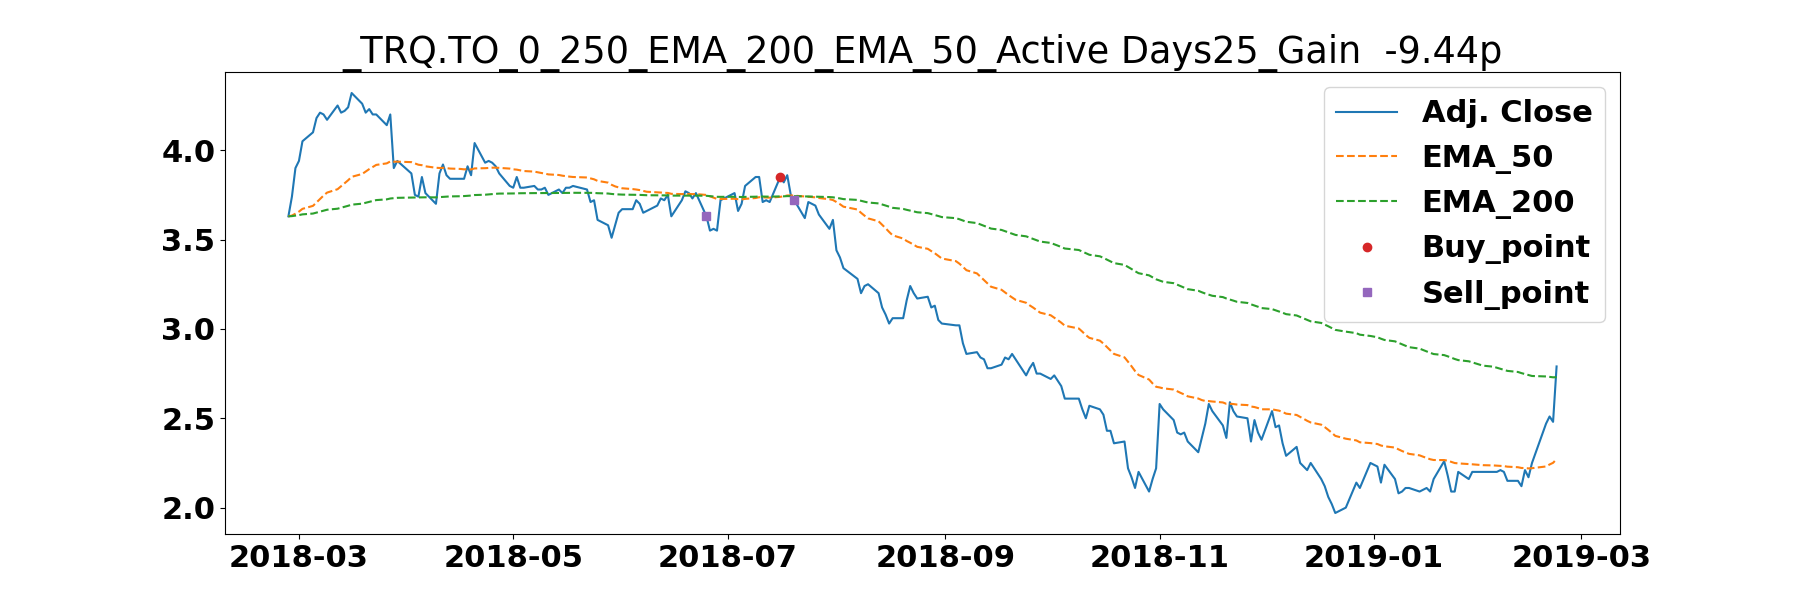 _TRQ.TO_0_250_EMA_200_EMA_50_Active Days25_Gain  -9.44p
Adj. Close
EMA_50
EMA_200
Buy_point
Sell_point
4.0
3.5
3.0
2.5
2.0
2018-03 2018-05 2018-07 2018-09 2018-11 2019-01 2019-03